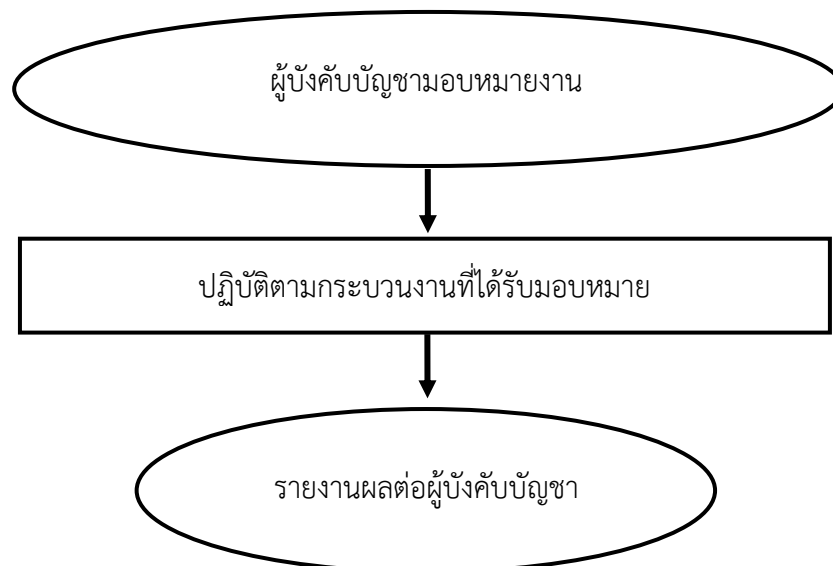 ผู้บังคับบัญชามอบหมายงาน
ปฏิบัติตามกระบวนงานที่ได้รับมอบหมาย
รายงานผลต่อผู้บังคับบัญชา